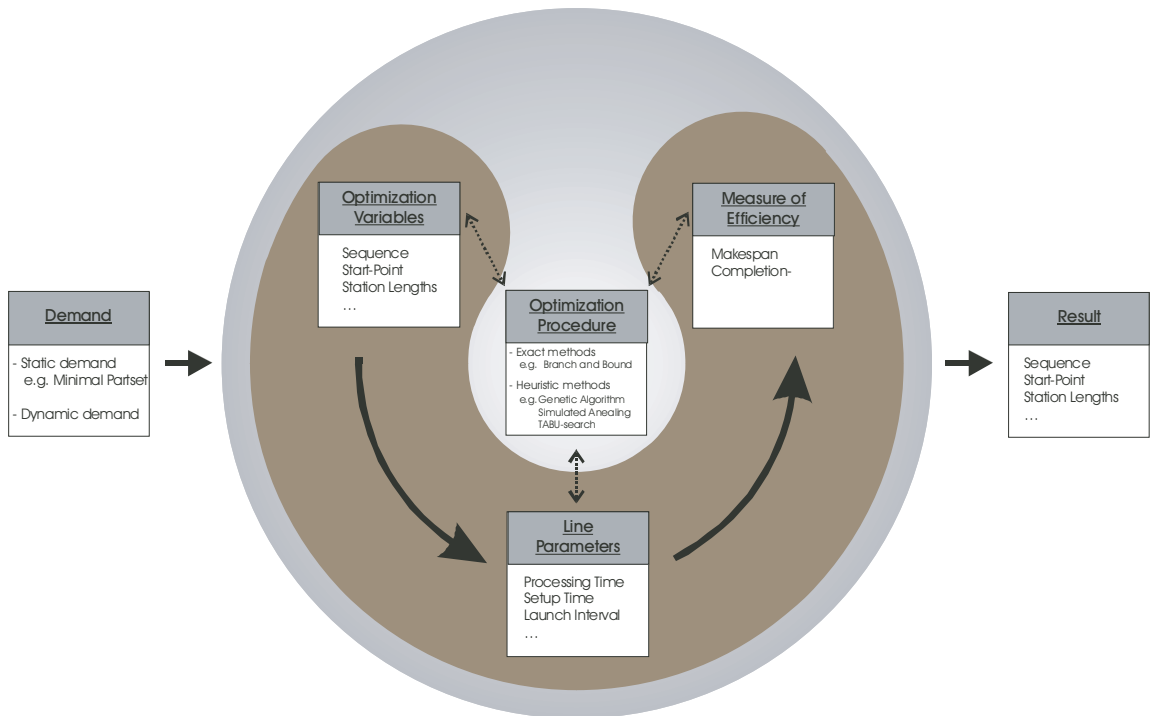 Demand
- Static demand
e.g. Minimal Partset
- Dynamic demand
Optimization
Variables
Sequence
Start-Point
Station Lengths
...
Optimization
Procedure
- Exact methods
e.g. Branch and Bound
- Heuristic methods
e.g. Genetic Algorithm
Simulated Anealing
TABU-search
Line
Parameters
Processing Time
Setup Time
Launch Interval
...
Measure of
Efficiency
Makespan
Completion-
Result
Sequence
Start-Point
Station Lengths
...